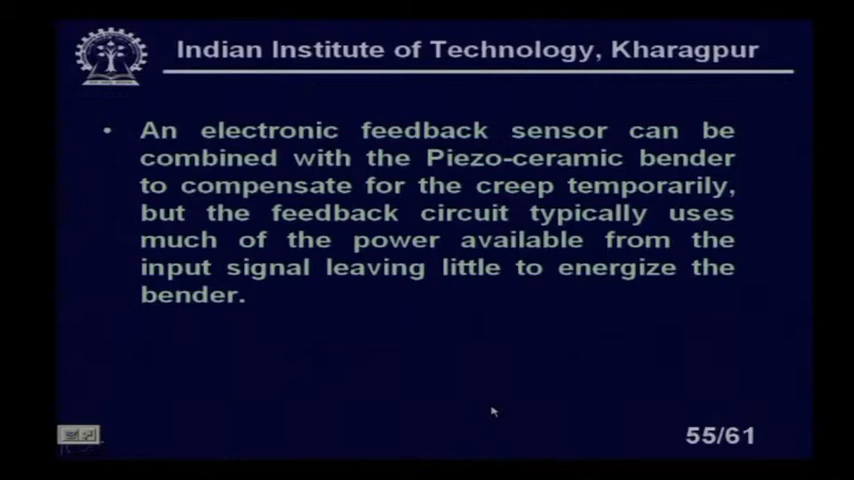 Indian Institute of Technology, Kharagpur
• An electronic feedback sensor can be
combined with the Piezo-ceramic bender
to compensate for the creep temporarily,
but the feedback circuit typically uses
much of the power available from the
input signal leaving little to energize the
bender.
55/61